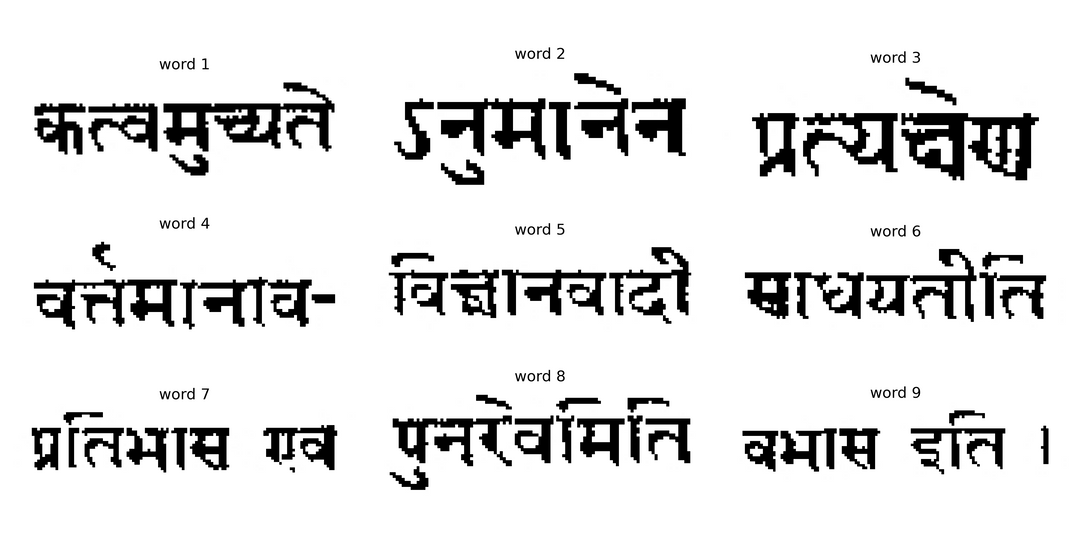 word 1 word 2 word 3
कत्वमुच्यते ऽनुमानेन प्रत्यक्षेण
word 4 word 5 word 6
वर्त्तमानाव- विज्ञानवादी साधयतीति
word 7 word 8 word 9
प्रतिभास एव पुनरेवमिति वभास इति ।